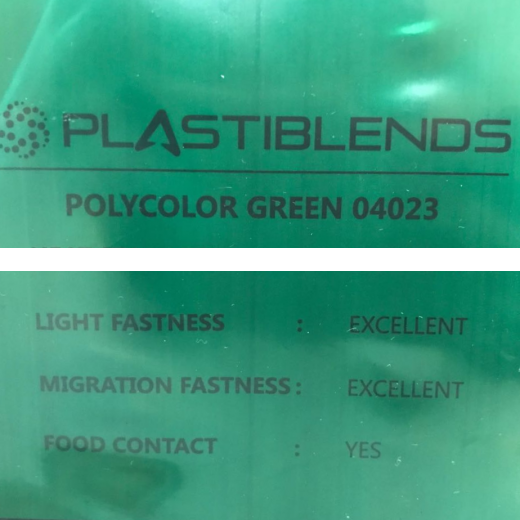 PLASTIBLENDS
POLYCOLOR GREEN 04023
LIGHT FASTNESS : EXCELLENT
MIGRATION FASTNESS : EXCELLENT
FOOD CONTACT : YES